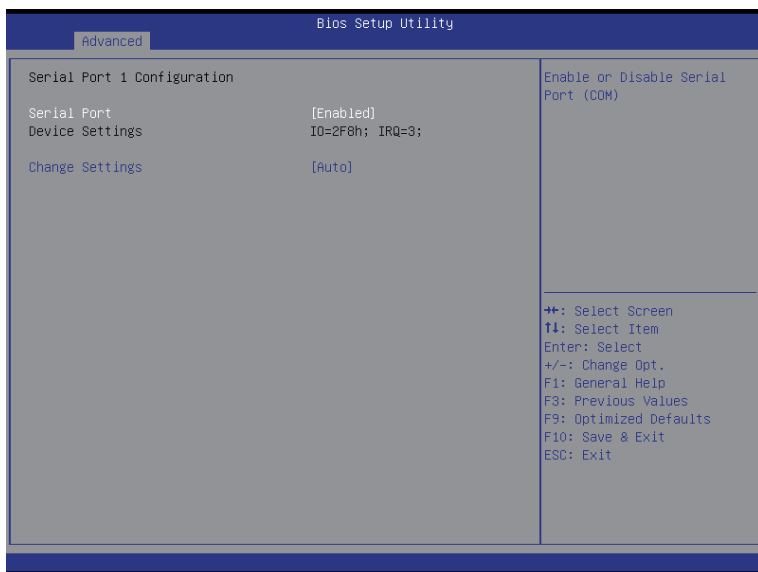 Bios Setup Utility
Advanced
Serial Port 1 Configuration
Serial Port [Enabled]
Device Settings IO=2F8h; IRQ=3;
Change Settings [Auto]
Enable or Disable Serial
Port (COM)
→←: Select Screen
↑↓: Select Item
Enter: Select
+/-: Change Opt.
F1: General Help
F3: Previous Values
F9: Optimized Defaults
F10: Save & Exit
ESC: Exit